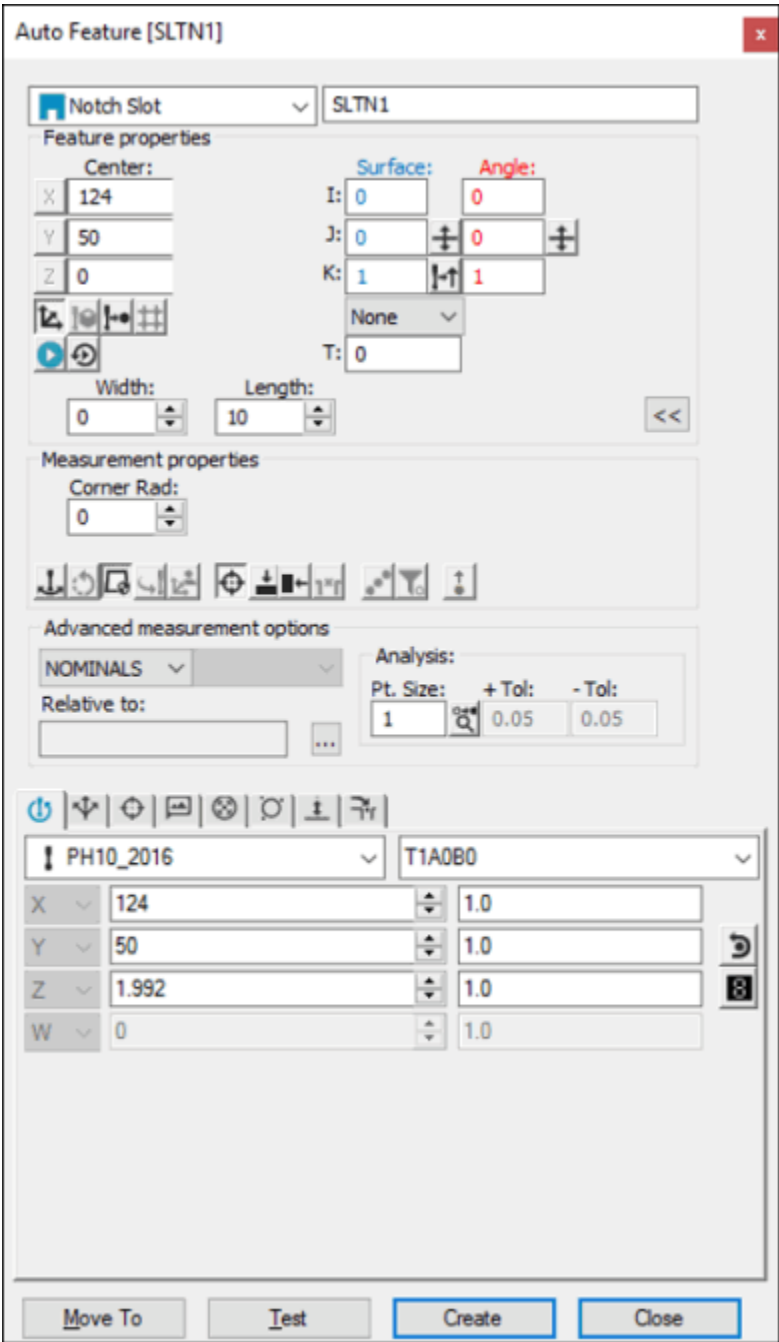 Auto Feature [SLTN1]
x
Notch Slot SLTN1
Feature properties
Center: Surface: Angle:
X 124 I: 0 0
Y 50 J: 0 0
Z 0 K: 1 1
None
T: 0
Width: Length:
0 10 <<
Measurement properties
Corner Rad:
0
Advanced measurement options
NOMINALS Analysis:
Relative to: Pt. Size: + Tol: - Tol:
... 1 0.05 0.05
PH10_2016 T1A0B0
X 124 1.0
Y 50 1.0
Z 1.992 1.0
8
W 0 1.0
Move To Test Create Close